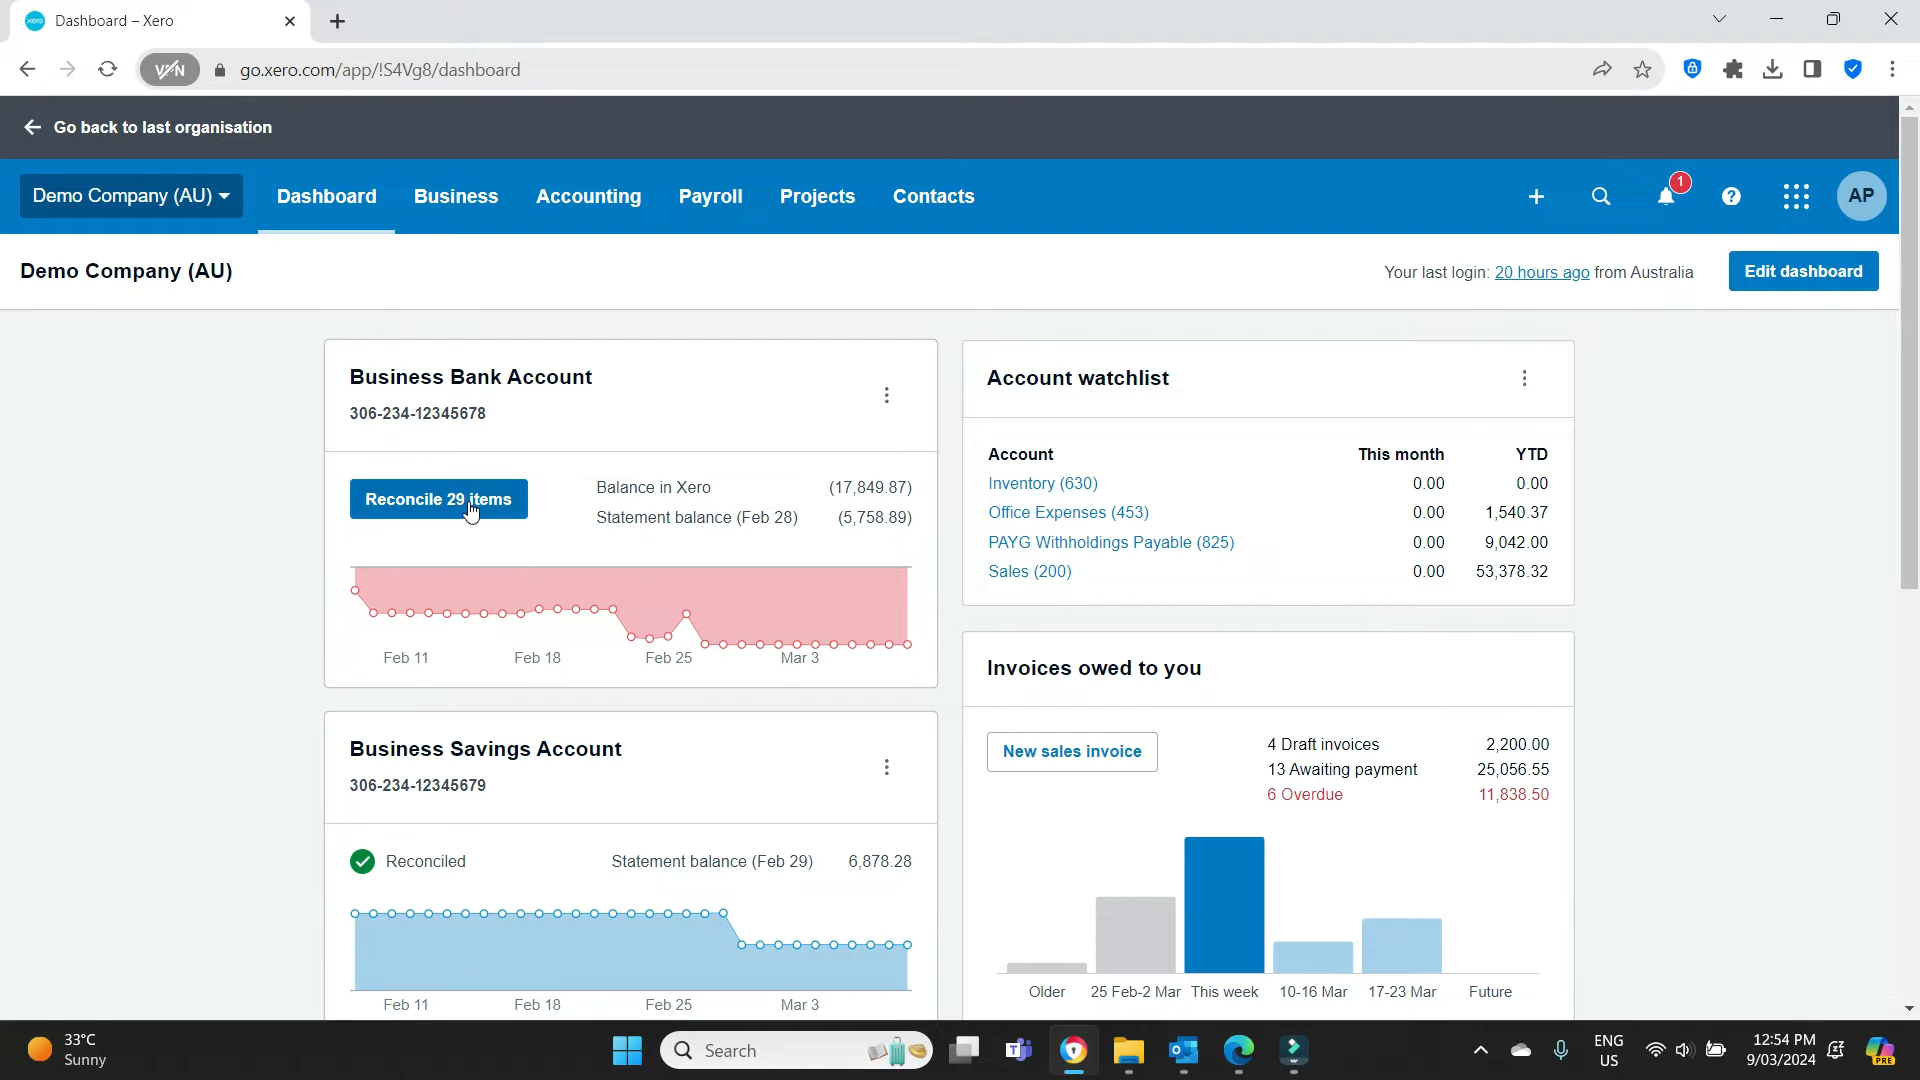 Dashboard – Xero
VPN
go.xero.com/app/!S4Vg8/dashboard
Go back to last organisation
Demo Company (AU)
Dashboard
Business
Accounting
Payroll
Projects
Contacts
1
AP
Demo Company (AU)
Your last login: 20 hours ago from Australia
Edit dashboard
Business Bank Account
306-234-12345678
Reconcile 29 items
Balance in Xero (17,849.87)
Statement balance (Feb 28) (5,758.89)
Feb 11 Feb 18 Feb 25 Mar 3
Business Savings Account
306-234-12345679
Reconciled
Statement balance (Feb 29) 6,878.28
Feb 11 Feb 18 Feb 25 Mar 3
Account watchlist
Account This month YTD
Inventory (630) 0.00 0.00
Office Expenses (453) 0.00 1,540.37
PAYG Withholdings Payable (825) 0.00 9,042.00
Sales (200) 0.00 53,378.32
Invoices owed to you
New sales invoice
4 Draft invoices 2,200.00
13 Awaiting payment 25,056.55
6 Overdue 11,838.50
Older 25 Feb-2 Mar This week 10-16 Mar 17-23 Mar Future
33°C
Sunny
Search
ENG
US
12:54 PM
9/03/2024
PRE